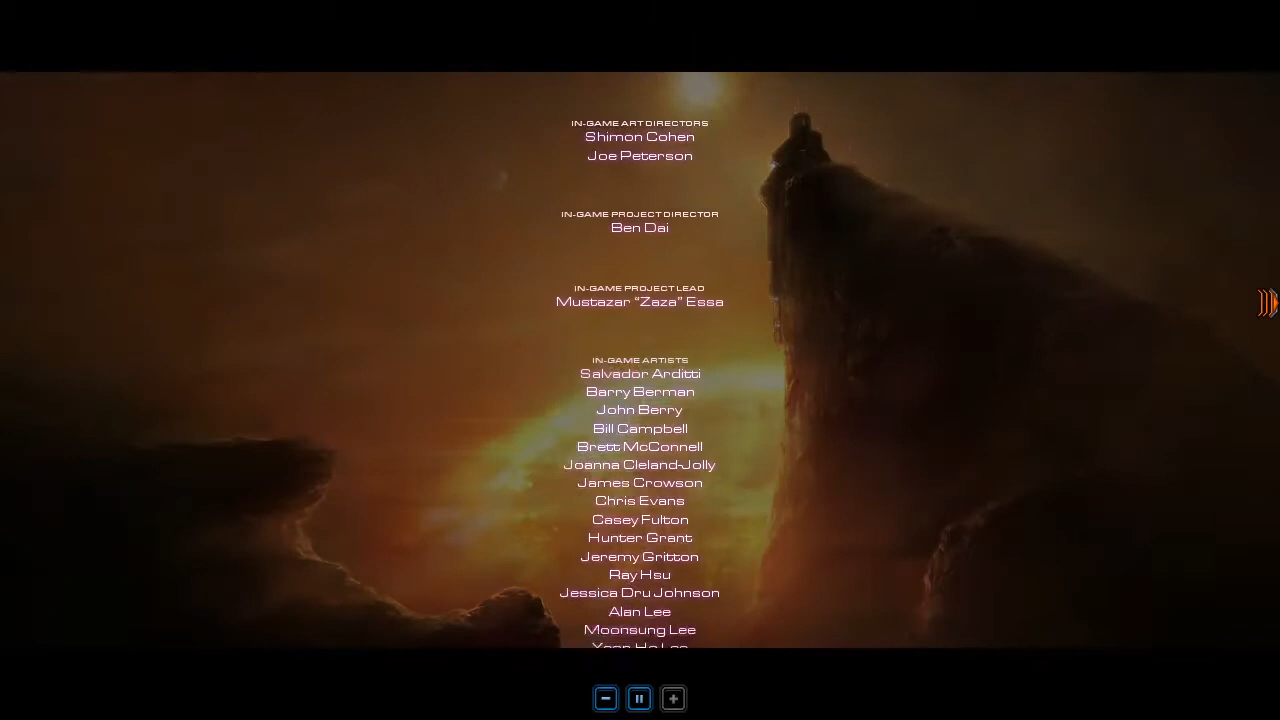 IN-GAME ART DIRECTORS
Shimon Cohen
Joe Peterson
IN-GAME PROJECT DIRECTOR
Ben Dai
IN-GAME PROJECT LEAD
Mustazar “Zaza” Essa
IN-GAME ARTISTS
Salvador Arditti
Barry Berman
John Berry
Bill Campbell
Brett McConnell
Joanna Cleland-Jolly
James Crowson
Chris Evans
Casey Fulton
Hunter Grant
Jeremy Gritton
Ray Hsu
Jessica Dru Johnson
Alan Lee
Moonsung Lee